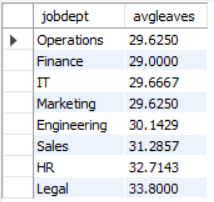 jobdept avgleaves
Operations 29.6250
Finance 29.0000
IT 29.6667
Marketing 29.6250
Engineering 30.1429
Sales 31.2857
HR 32.7143
Legal 33.8000